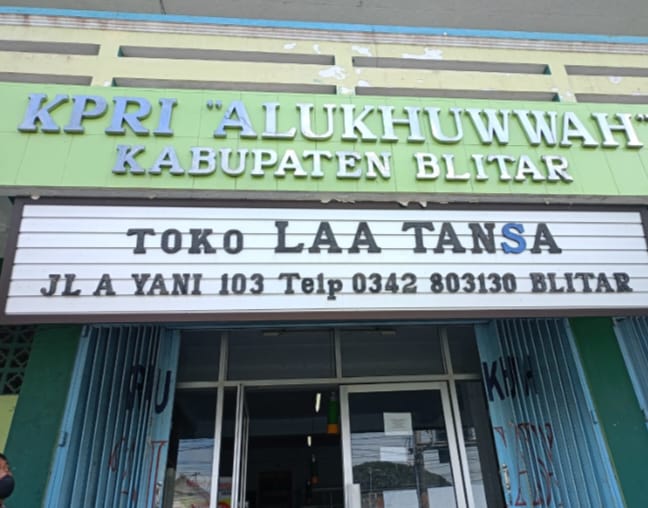 KPRI "ALUKHUWWAH"
KABUPATEN BLITAR
TOKO LAA TANSA
JL A YANI 103 Telp 0342 803130 BLITAR